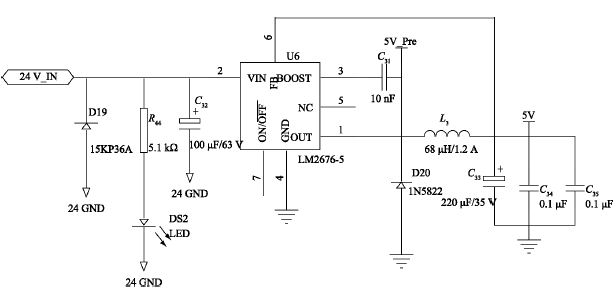 6
U6
5V_Pre
C31
24 V_IN
2
VIN
BOOST
FB
3
10 nF
D19
15KP36A
R44
5.1 kΩ
C32
+
100 μF/63 V
ON/OFF
NC
5
GND
OUT
1
LM2676-5
L3
68 μH/1.2 A
5V
7
4
D20
1N5822
C33
+
220 μF/35 V
C34
0.1 μF
C35
0.1 μF
24 GND
24 GND
DS2
LED
24 GND